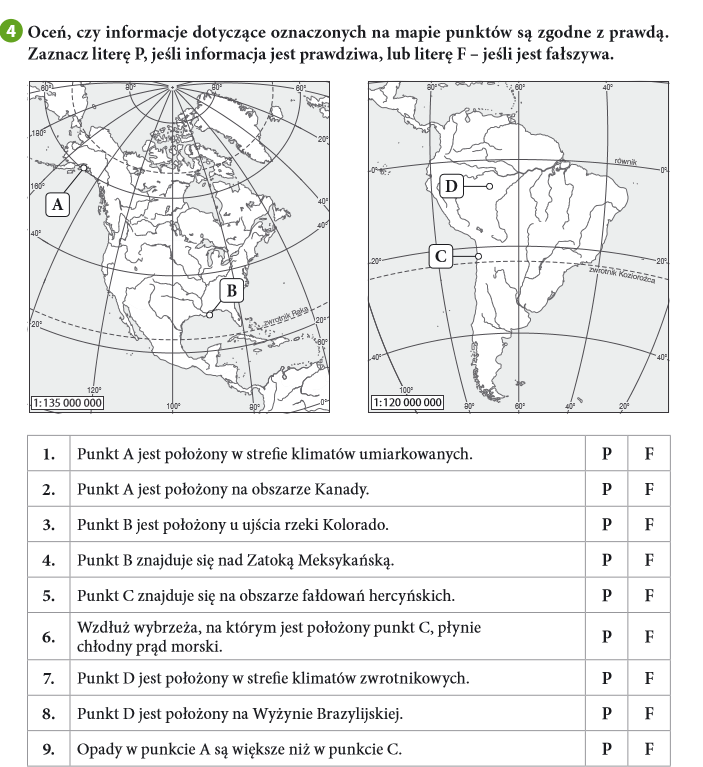 4 Oceń, czy informacje dotyczące oznaczonych na mapie punktów są zgodne z prawdą.
Zaznacz literę P, jeśli informacja jest prawdziwa, lub literę F – jeśli jest fałszywa.
60° 80° 80° 60°
180°
20°
160°
A
40°
40°
40°
B
zwrotnik Raka
20°
20°
60°
120°
1:135 000 000
100°
80°
0°
80° 60° 40°
równik
0°
0°
D
C
20°
20°
zwrotnik Koziorożca
40°
40°
100°
1:120 000 000
80° 60° 40° 20°
1. Punkt A jest położony w strefie klimatów umiarkowanych. P F
2. Punkt A jest położony na obszarze Kanady. P F
3. Punkt B jest położony u ujścia rzeki Kolorado. P F
4. Punkt B znajduje się nad Zatoką Meksykańską. P F
5. Punkt C znajduje się na obszarze fałdowań hercyńskich. P F
6. Wzdłuż wybrzeża, na którym jest położony punkt C, płynie
chłodny prąd morski. P F
7. Punkt D jest położony w strefie klimatów zwrotnikowych. P F
8. Punkt D jest położony na Wyżynie Brazylijskiej. P F
9. Opady w punkcie A są większe niż w punkcie C. P F